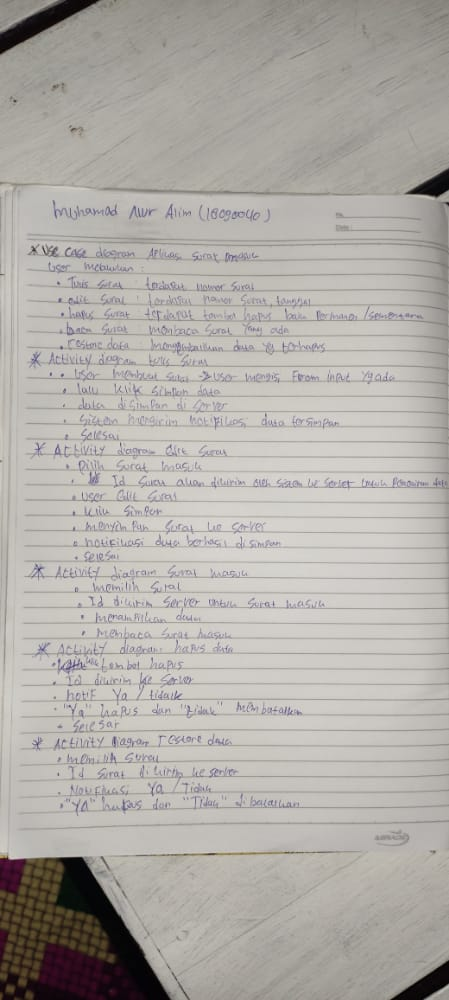 Muhamad Nur Alim (18090040)
No.
Date:
* Use Case diagram Aplikasi Surat masuk
User melakukan :
• Tulis Surat : terdapat nomor surat
• edit Surat : terdapat nomor surat, tanggal
• hapus Surat terdapat tombol hapus baik Permanen / sementara
• baca Surat : membaca surat yang ada
• restore data : mengembalikan data yg terhapus
* Activity diagram tulis Surat
• User membuat surat -> User mengisi Form input yg ada
• lalu klik simpan data
• data disimpan di server
• Sistem mengirim notifikasi data tersimpan
• Selesai
* Activity diagram Edit Surat
• Pilih Surat masuk
• Id Surat akan dikirim oleh sistem ke server untuk data
• User edit Surat
• klik Simpan
• menyimpan surat ke server
• notifikasi data berhasil disimpan
• selesai
* Activity diagram Surat masuk
• memilih Surat
• Id dikirim server untuk surat masuk
• menampilkan data
• Membaca surat masuk
* Activity diagram hapus data
• tombol hapus
• Id dikirim ke server
• notif Ya / tidak
• "Ya" hapus dan "tidak" membatalkan
• Selesai
* Activity diagram restore data
• memilih surat
• Id surat dikirim ke server
• Notifikasi Ya / Tidak
• "YA" hapus dan "Tidak" dibatalkan